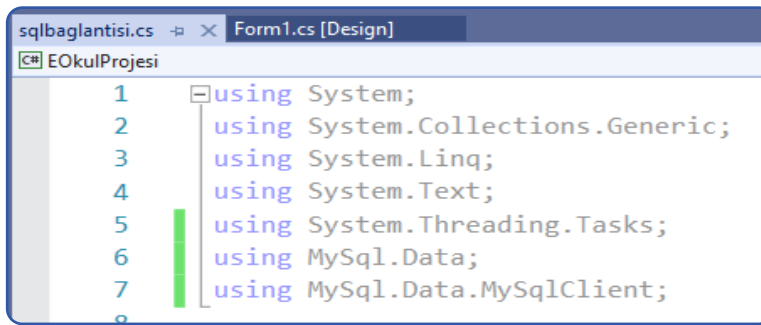 sqlbaglantisi.cs Form1.cs [Design]
C# EOkulProjesi
1 using System;
2 using System.Collections.Generic;
3 using System.Linq;
4 using System.Text;
5 using System.Threading.Tasks;
6 using MySql.Data;
7 using MySql.Data.MySqlClient;
8